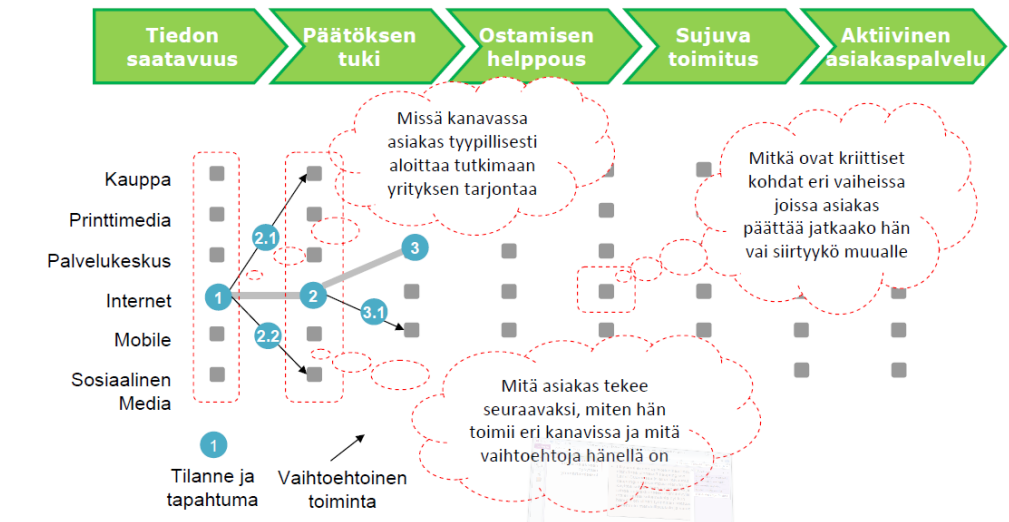 Tiedon
saatavuus
Päätöksen
tuki
Ostamisen
helppous
Sujuva
toimitus
Aktiivinen
asiakaspalvelu
Missä kanavassa
asiakas tyypillisesti
aloittaa tutkimaan
yrityksen tarjontaa
Mitkä ovat kriittiset
kohdat eri vaiheissa
joissa asiakas
päättää jatkaako hän
vai siirtyykö muualle
Kauppa
Printtimedia
Palvelukeskus
Internet
Mobile
Sosiaalinen
Media
2.1
3
1
2
3.1
2.2
Mitä asiakas tekee
seuraavaksi, miten hän
toimii eri kanavissa ja mitä
vaihtoehtoja hänellä on
1
Tilanne ja
tapahtuma
Vaihtoehtoinen
toiminta